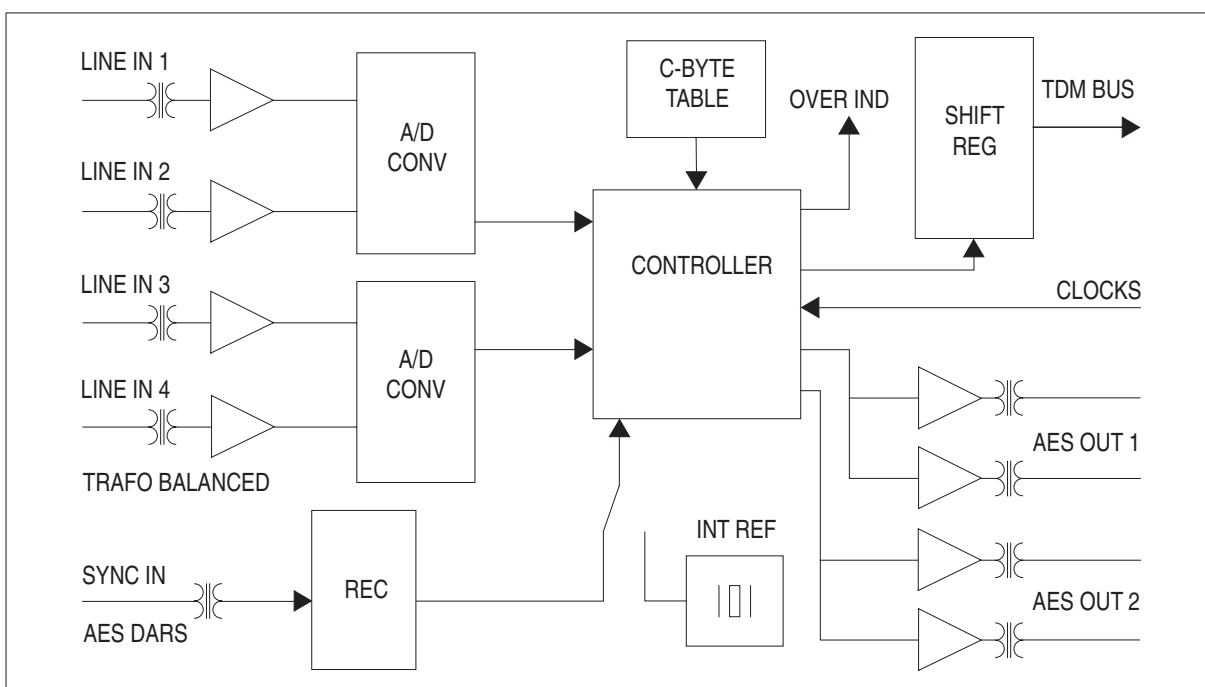 LINE IN 1
LINE IN 2
LINE IN 3
LINE IN 4
TRAFO BALANCED
SYNC IN
AES DARS
A/D
CONV
A/D
CONV
REC
C-BYTE
TABLE
CONTROLLER
INT REF
OVER IND
SHIFT
REG
TDM BUS
CLOCKS
AES OUT 1
AES OUT 2